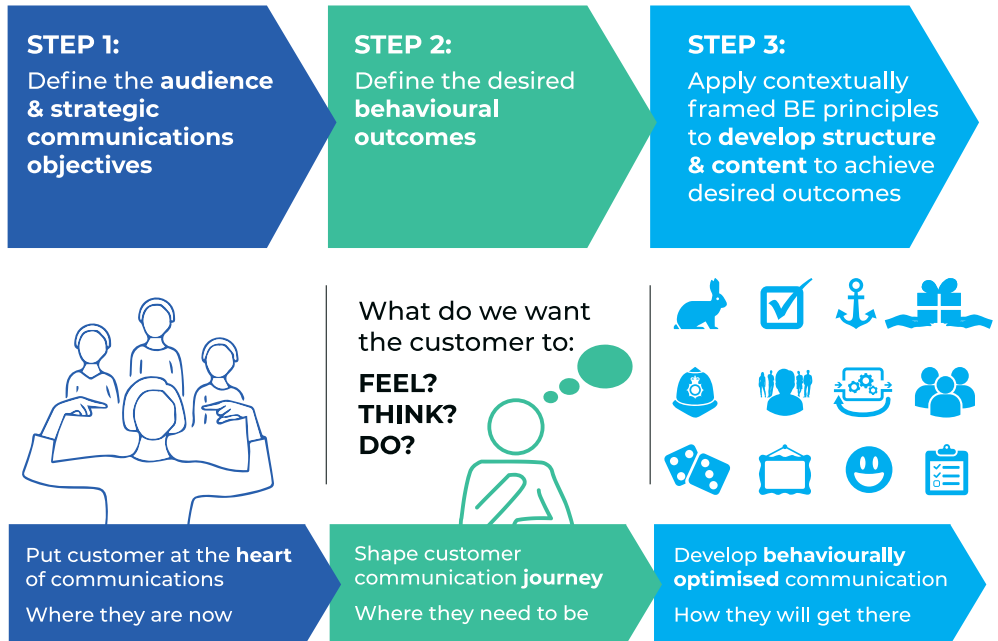 STEP 1:
Define the audience
& strategic
communications
objectives
STEP 2:
Define the desired
behavioural
outcomes
STEP 3:
Apply contextually
framed BE principles
to develop structure
& content to achieve
desired outcomes
What do we want
the customer to:
FEEL?
THINK?
DO?
Put customer at the heart
of communications
Where they are now
Shape customer
communication journey
Where they need to be
Develop behaviourally
optimised communication
How they will get there